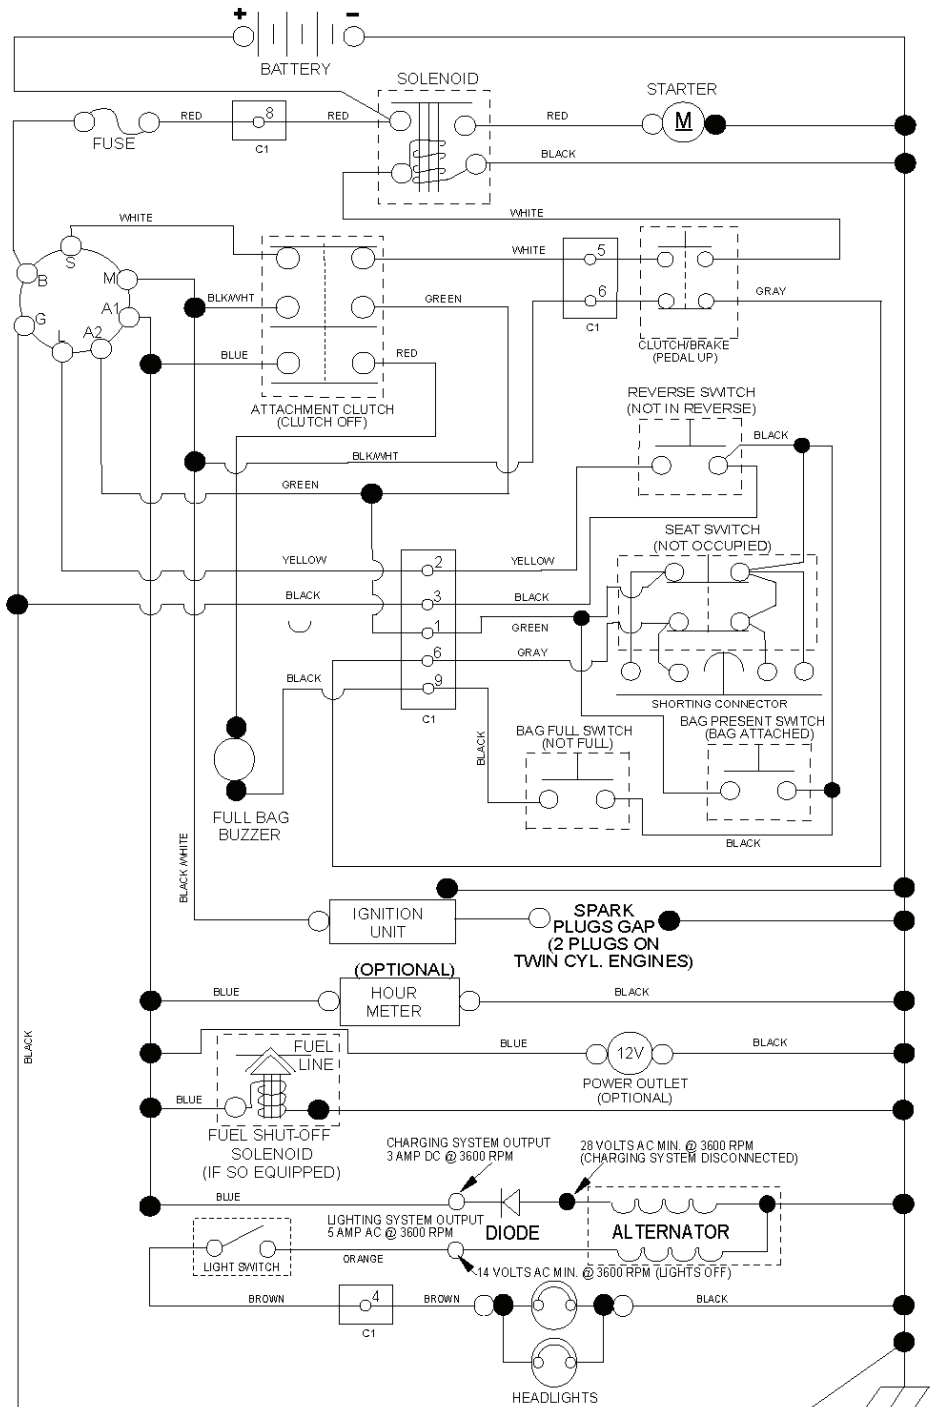 + −
BATTERY
SOLENOID
STARTER
M
RED
8
RED
RED
FUSE
C1
BLACK
WHITE
WHITE
S
WHITE
5
B
M
BLK/WHT
GREEN
6
GRAY
G
A1
L
A2
C1
CLUTCH/BRAKE
(PEDAL UP)
BLUE
RED
ATTACHMENT CLUTCH
(CLUTCH OFF)
REVERSE SWITCH
(NOT IN REVERSE)
BLACK
BLK/WHT
GREEN
SEAT SWITCH
(NOT OCCUPIED)
YELLOW
2
YELLOW
BLACK
3
BLACK
1
GREEN
6
GRAY
BLACK
9
C1
SHORTING CONNECTOR
BAG PRESENT SWITCH
(BAG ATTACHED)
BAG FULL SWITCH
(NOT FULL)
BLACK
FULL BAG
BUZZER
BLACK
BLACK/WHITE
IGNITION
UNIT
SPARK
PLUGS GAP
(2 PLUGS ON
TWIN CYL. ENGINES)
(OPTIONAL)
BLUE
HOUR
METER
BLACK
BLACK
FUEL
LINE
BLUE
12V
BLACK
POWER OUTLET
(OPTIONAL)
BLUE
FUEL SHUT-OFF
SOLENOID
(IF SO EQUIPPED)
CHARGING SYSTEM OUTPUT
3 AMP DC @ 3600 RPM
28 VOLTS AC MIN. @ 3600 RPM
(CHARGING SYSTEM DISCONNECTED)
BLUE
LIGHTING SYSTEM OUTPUT
5 AMP AC @ 3600 RPM
DIODE
ALTERNATOR
LIGHT SWITCH
ORANGE
14 VOLTS AC MIN. @ 3600 RPM (LIGHTS OFF)
BROWN
4
BROWN
BLACK
C1
HEADLIGHTS